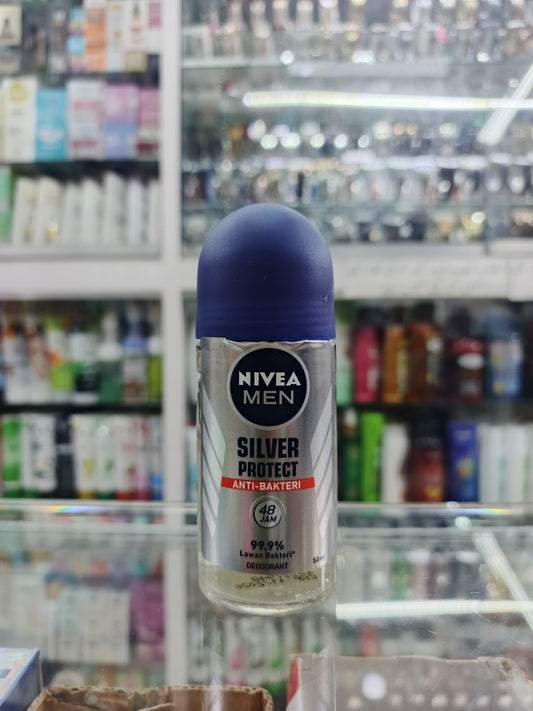 NIVEA
MEN
SILVER
PROTECT
ANTI-BAKTERI
48
JAM
99,9%
Lawan Bakteri*
DEODORANT